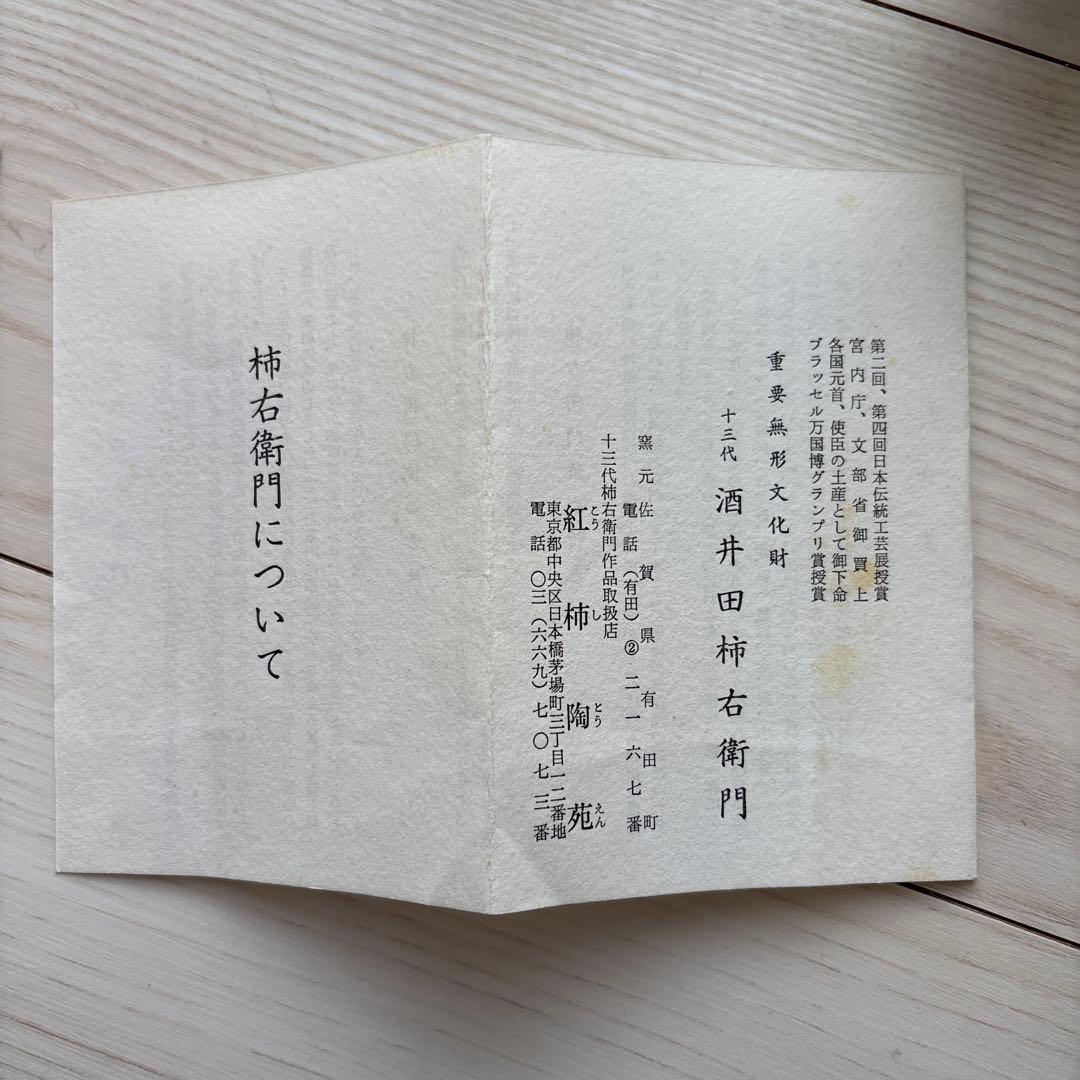 第二回、第四回日本伝統工芸展授賞
宮内庁、文部省御買上
各国元首、使臣の土産として御下命
ブラッセル万国博グランプリ賞授賞
重要無形文化財
十三代 酒井田柿右衛門
窯元 佐賀県有田町
電話(有田)② 二一六七番
十三代柿右衛門作品取扱店
紅柿陶苑
こうしとうえん
東京都中央区日本橋茅場町三丁目一二番地
電話〇三(六六九)七〇七三番
柿右衛門について